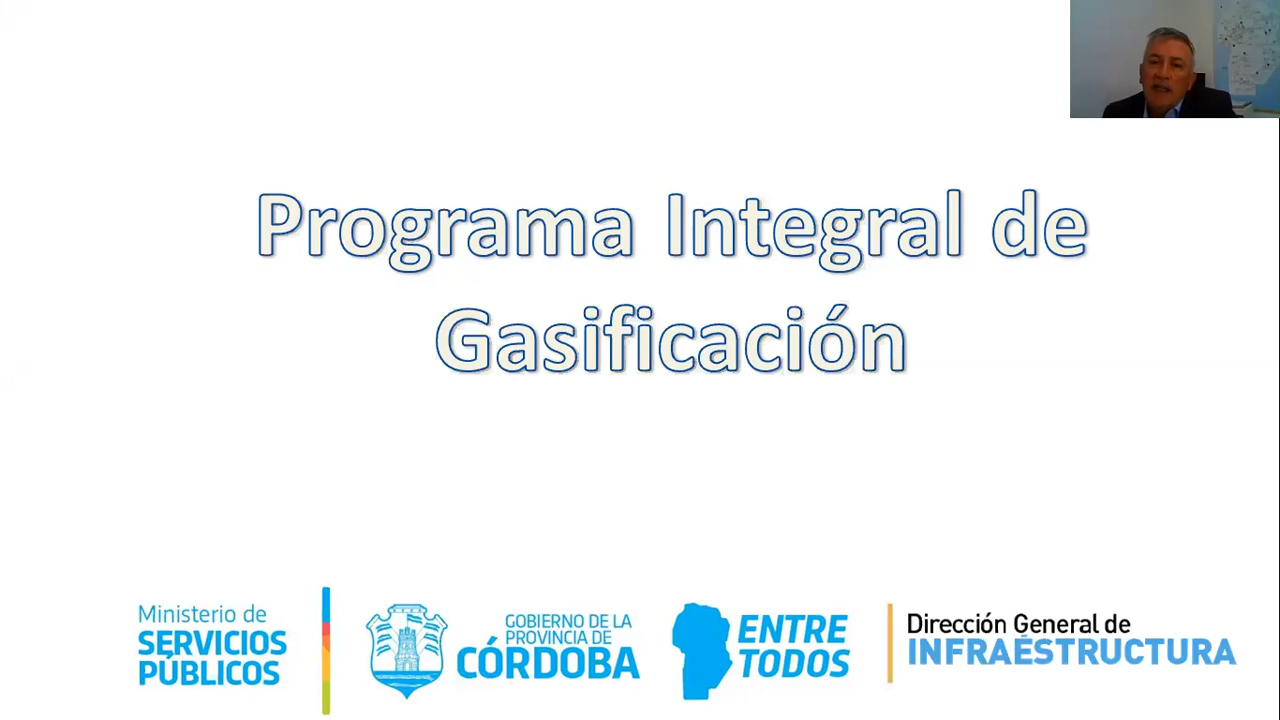 Programa Integral de
Gasificación
Ministerio de
SERVICIOS
PÚBLICOS
GOBIERNO DE LA
PROVINCIA DE
CÓRDOBA
ENTRE
TODOS
Dirección General de
INFRAÉSTRUCTURA